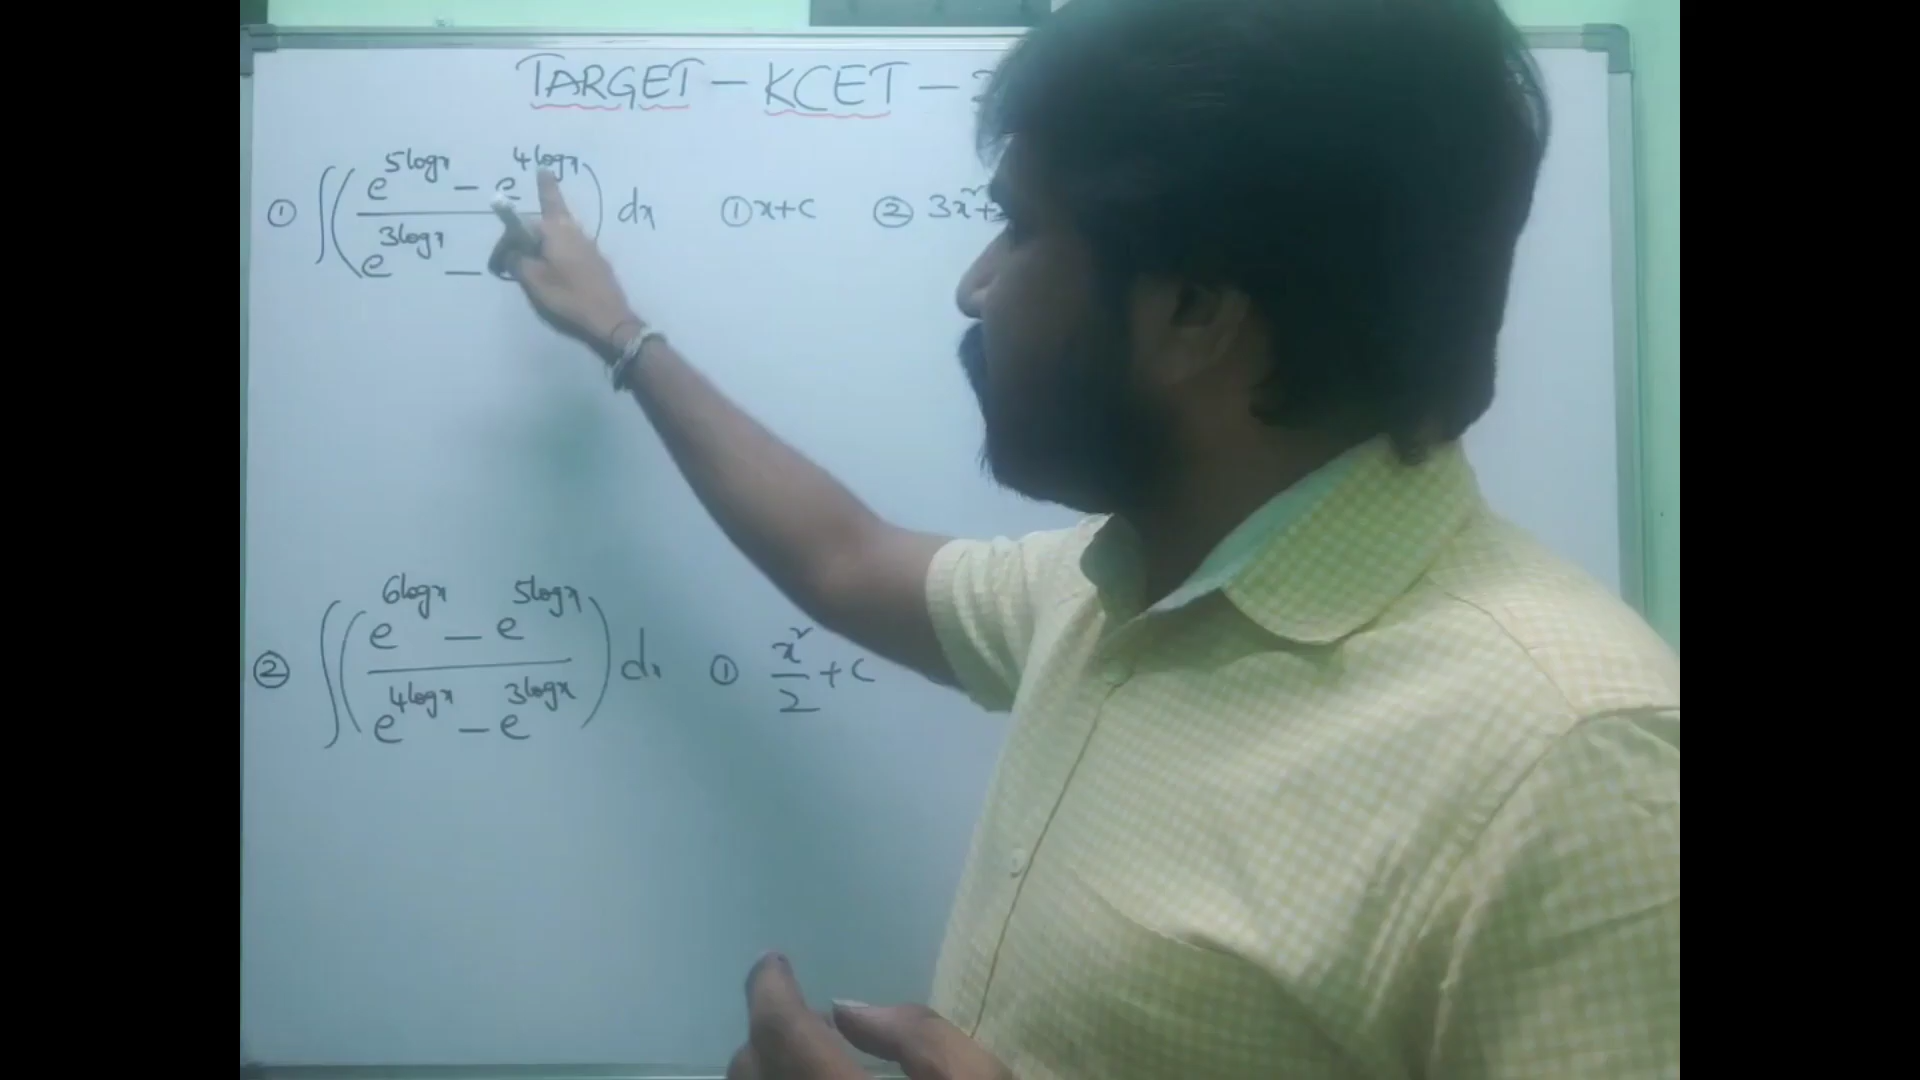 TARGET - KCET -
① ∫( (e^{5logx} - e^{4logx}) / (e^{3logx} - ) ) dx ① x+c ② 3x²+
② ∫( (e^{6logx} - e^{5logx}) / (e^{4logx} - e^{3logx}) ) dx ① x²/2 + c